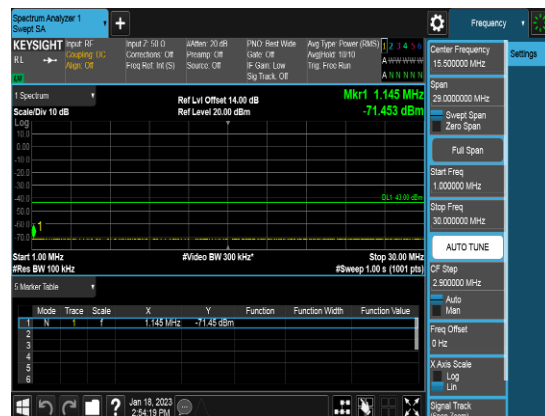 Spectrum Analyzer 1
Swept SA
+
Frequency
KEYSIGHT
Input: RF
Coupling: DC
Align: Off
Input Z: 50 Ω
Corrections: Off
Freq Ref: Int (S)
#Atten: 20 dB
Preamp: Off
Source: Off
PNO: Best Wide
Gate: Off
IF Gain: Low
Sig Track: Off
Avg Type: Power (RMS)
Avg|Hold: 10/10
Trig: Free Run
1 2 3 4 5 6
A WW WW W
A N N N N N
R L
LXI
1 Spectrum
Scale/Div 10 dB
Ref Lvl Offset 14.00 dB
Ref Level 20.00 dBm
Mkr1 1.145 MHz
-71.453 dBm
Log
10.0
0.00
-10.0
-20.0
-30.0
-40.0
-50.0
-60.0
-70.0
DL1 -43.00 dBm
1
Start 1.00 MHz
#Res BW 100 kHz
#Video BW 300 kHz*
Stop 30.00 MHz
#Sweep 1.00 s (1001 pts)
5 Marker Table
Mode Trace Scale X Y Function Function Width Function Value
1 N 1 f 1.145 MHz -71.45 dBm
2
3
4
5
6
?
Jan 18, 2023
2:54:19 PM
Center Frequency
15.500000 MHz
Settings
Span
29.0000000 MHz
Swept Span
Zero Span
Full Span
Start Freq
1.000000 MHz
Stop Freq
30.000000 MHz
AUTO TUNE
CF Step
2.900000 MHz
Auto
Man
Freq Offset
0 Hz
X Axis Scale
Log
Lin
Signal Track
(Span Zoom)